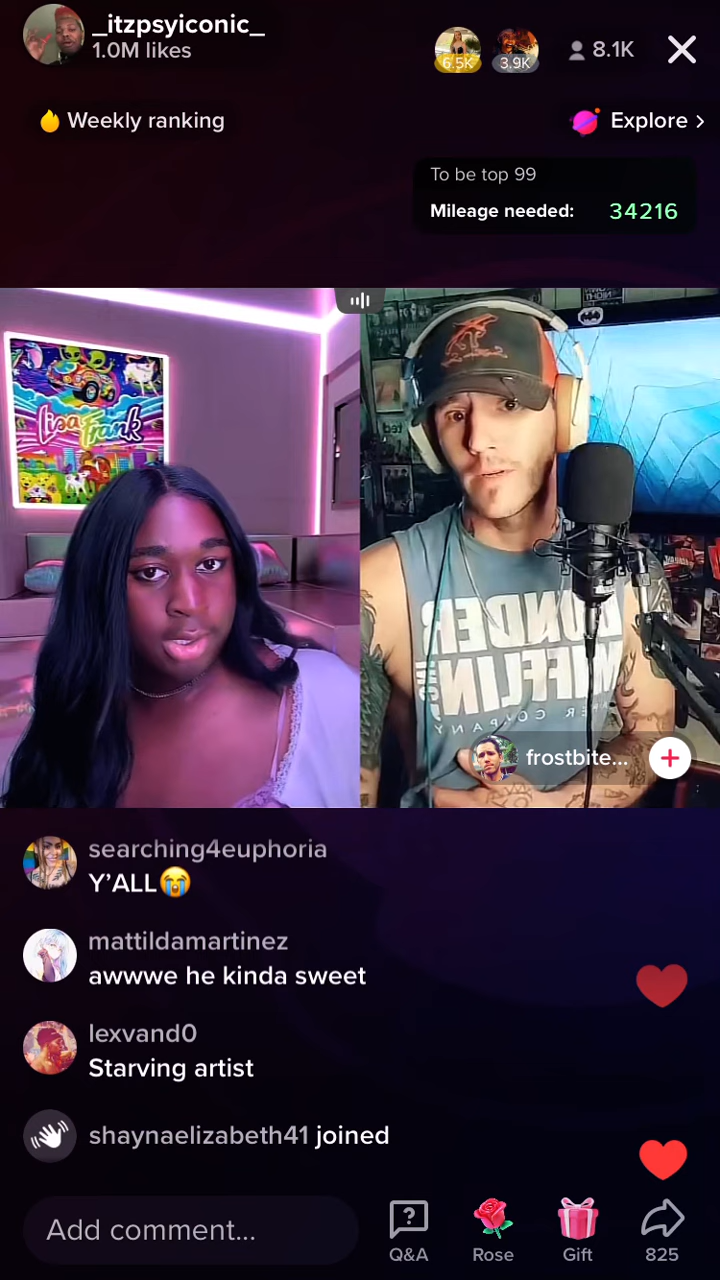 _itzpsyiconic_
1.0M likes
6.5K
3.9K
8.1K
Weekly ranking
Explore >
To be top 99
Mileage needed: 34216
Lisa Frank
DUNDER
MIFFLIN
PER COMPANY
frostbite...
searching4euphoria
Y'ALL😭
mattildamartinez
awwwe he kinda sweet
lexvand0
Starving artist
shaynaelizabeth41 joined
Add comment...
Q&A
Rose
Gift
825